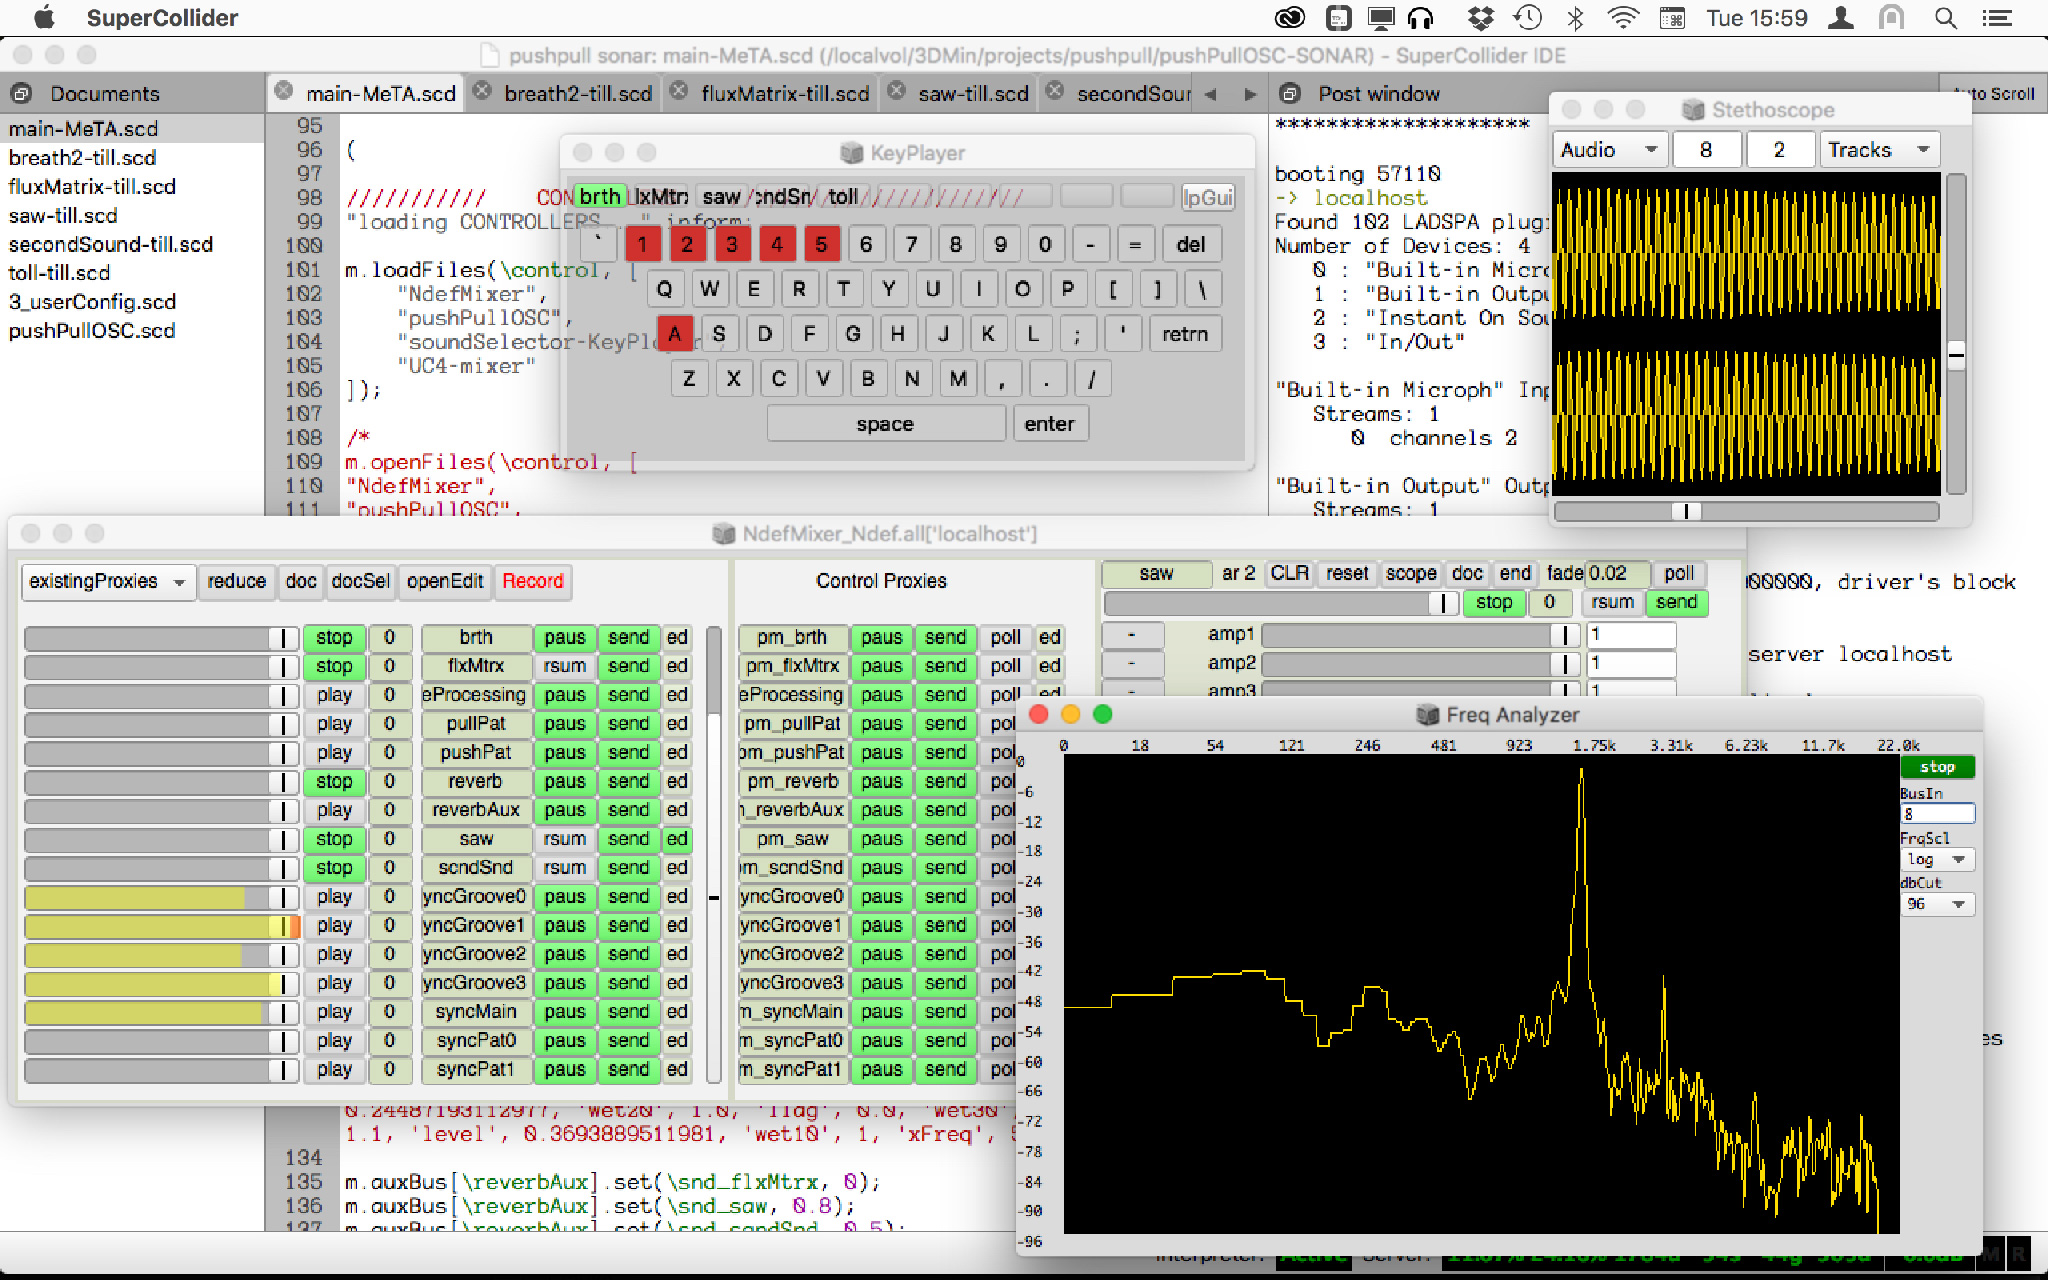 SuperCollider
Tue 15:59
pushpull sonar: main-MeTA.scd (/localvol/3DMin/projects/pushpull/pushPullOSC-SONAR) - SuperCollider IDE
Documents
main-MeTA.scd
breath2-till.scd
fluxMatrix-till.scd
saw-till.scd
secondSound-till.scd
toll-till.scd
3_userConfig.scd
pushPullOSC.scd
main-MeTA.scd breath2-till.scd fluxMatrix-till.scd saw-till.scd secondSour
95
96 (
97
98 /////////// CON
99 "loading CONTROLLERS..." inform;
100
101 m.loadFiles(\control, [
102 "NdefMixer",
103 "pushPullOSC",
104 "soundSelector-KeyPlayer",
105 "UC4-mixer"
106 ]);
107
108 /*
109 m.openFiles(\control, [
110 "NdefMixer",
111 "pushPullOSC",
KeyPlayer
brth lxMtr saw cndSn toll lpGui
` 1 2 3 4 5 6 7 8 9 0 - = del
Q W E R T Y U I O P [ ] \
A S D F G H J K L ; ' retrn
Z X C V B N M , . /
space enter
Post window
uto Scroll
********************
booting 57110
-> localhost
Found 102 LADSPA plugi
Number of Devices: 4
0 : "Built-in Micro
1 : "Built-in Outpu
2 : "Instant On Sou
3 : "In/Out"
"Built-in Microph" Inp
Streams: 1
0 channels 2
"Built-in Output" Outp
Streams: 1
00000, driver's block
server localhost
es
Stethoscope
Audio 8 2 Tracks
NdefMixer_Ndef.all['localhost']
existingProxies reduce doc docSel openEdit Record
stop 0 brth paus send ed
stop 0 flxMtrx rsum send ed
play 0 eProcessing paus send ed
play 0 pullPat paus send ed
play 0 pushPat paus send ed
stop 0 reverb paus send ed
play 0 reverbAux paus send ed
stop 0 saw rsum send ed
stop 0 scndSnd rsum send ed
play 0 yncGroove0 paus send ed
play 0 yncGroove1 paus send ed
play 0 yncGroove2 paus send ed
play 0 yncGroove3 paus send ed
play 0 syncMain paus send ed
play 0 syncPat0 paus send ed
play 0 syncPat1 paus send ed
Control Proxies
pm_brth paus send poll ed
pm_flxMtrx paus send poll ed
eProcessing paus send poll ed
pm_pullPat paus send pol
om_pushPat paus send pol
pm_reverb paus send pol
n_reverbAux paus send pol
pm_saw paus send pol
om_scndSnd paus send pol
yncGroove0 paus send pol
yncGroove1 paus send pol
yncGroove2 paus send pol
yncGroove3 paus send pol
m_syncMain paus send pol
m_syncPat0 paus send pol
m_syncPat1 paus send pol
saw ar 2 CLR reset scope doc end fade 0.02 poll
stop 0 rsum send
- amp1 1
- amp2 1
- amp3 1
Freq Analyzer
0 18 54 121 246 481 923 1.75k 3.31k 6.23k 11.7k 22.0k
0
-6
-12
-18
-24
-30
-36
-42
-48
-54
-60
-66
-72
-78
-84
-90
-96
stop
BusIn
8
FrqScl
log
dbCut
96
0.24487193112977, 'wet20', 1.0, 'llag', 0.0, 'wet30',
1.1, 'level', 0.3693889511981, 'wet10', 1, 'xFreq',
134
135 m.auxBus[\reverbAux].set(\snd_flxMtrx, 0);
136 m.auxBus[\reverbAux].set(\snd_saw, 0.8);
137 m.auxBus[\reverbAux].set(\snd_scndSnd, 0.5);
Interpreter: Active Server: